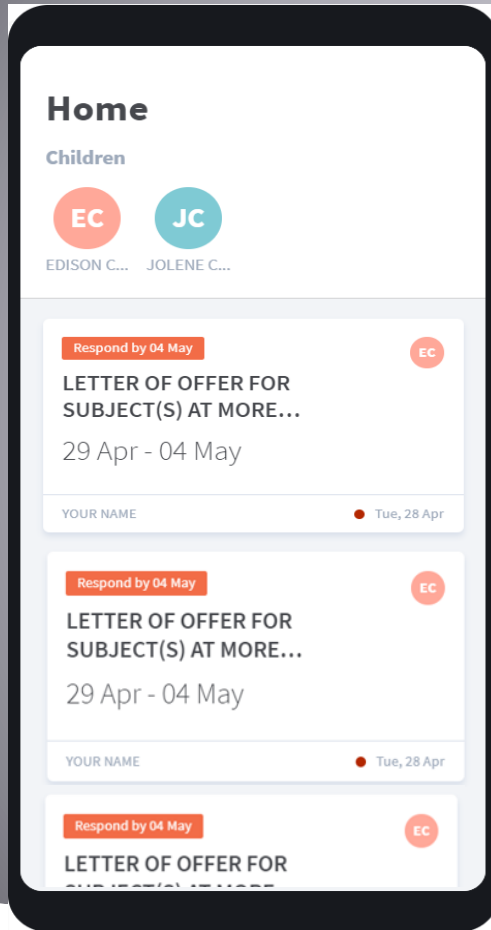 Home
Children
EC JC
EDISON C... JOLENE C...
Respond by 04 May EC
LETTER OF OFFER FOR
SUBJECT(S) AT MORE...
29 Apr - 04 May
YOUR NAME Tue, 28 Apr
Respond by 04 May EC
LETTER OF OFFER FOR
SUBJECT(S) AT MORE...
29 Apr - 04 May
YOUR NAME Tue, 28 Apr
Respond by 04 May EC
LETTER OF OFFER FOR